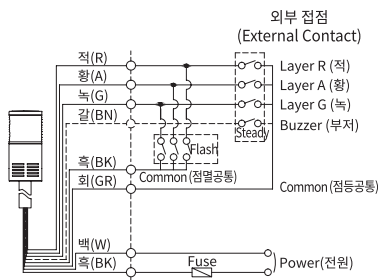 외부 접점
(External Contact)
적(R)
Layer R (적)
황(A)
Layer A (황)
녹(G)
Layer G (녹)
갈(BN)
Buzzer (부저)
Steady
Flash
흑(BK)
Common (점멸공통)
회(GR)
Common (점등공통)
백(W)
흑(BK)
Fuse
Power(전원)